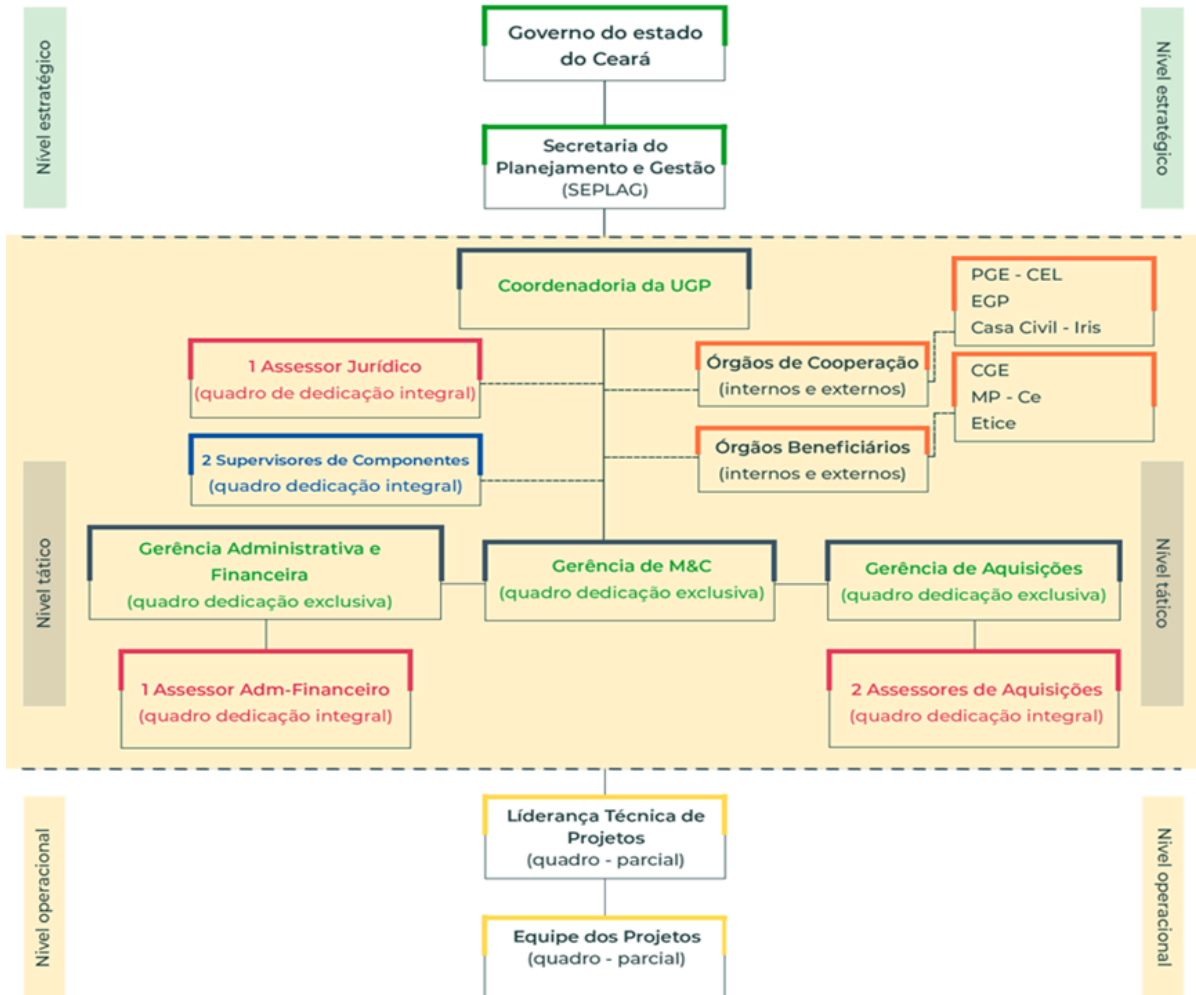 Nível estratégico
Governo do estado
do Ceará
Nível estratégico
Secretaria do
Planejamento e Gestão
(SEPLAG)
Coordenadoria da UGP
PGE - CEL
EGP
Casa Civil - Iris
1 Assessor Jurídico
(quadro de dedicação integral)
Órgãos de Cooperação
(internos e externos)
CGE
MP - Ce
Etice
2 Supervisores de Componentes
(quadro dedicação integral)
Órgãos Beneficiários
(internos e externos)
Nível tático
Gerência Administrativa e
Financeira
(quadro dedicação exclusiva)
Gerência de M&C
(quadro dedicação exclusiva)
Gerência de Aquisições
(quadro dedicação exclusiva)
Nível tático
1 Assessor Adm-Financeiro
(quadro dedicação integral)
2 Assessores de Aquisições
(quadro dedicação integral)
Nivel operacional
Líderança Técnica de
Projetos
(quadro - parcial)
Nivel operacional
Equipe dos Projetos
(quadro - parcial)